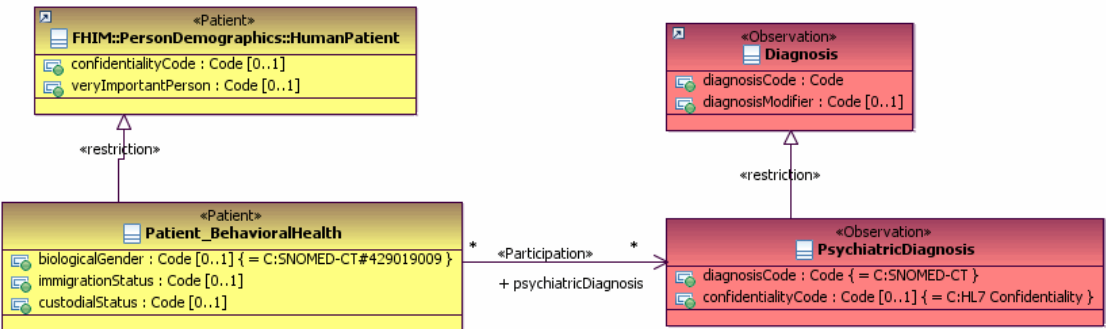 «Patient»
FHIM::PersonDemographics::HumanPatient
confidentialityCode : Code [0..1]
veryImportantPerson : Code [0..1]
«Observation»
Diagnosis
diagnosisCode : Code
diagnosisModifier : Code [0..1]
«restriction»
«restriction»
«Patient»
Patient_BehavioralHealth
biologicalGender : Code [0..1] { = C:SNOMED-CT#429019009 }
immigrationStatus : Code [0..1]
custodialStatus : Code [0..1]
* «Participation» *
+ psychiatricDiagnosis
«Observation»
PsychiatricDiagnosis
diagnosisCode : Code { = C:SNOMED-CT }
confidentialityCode : Code [0..1] { = C:HL7 Confidentiality }